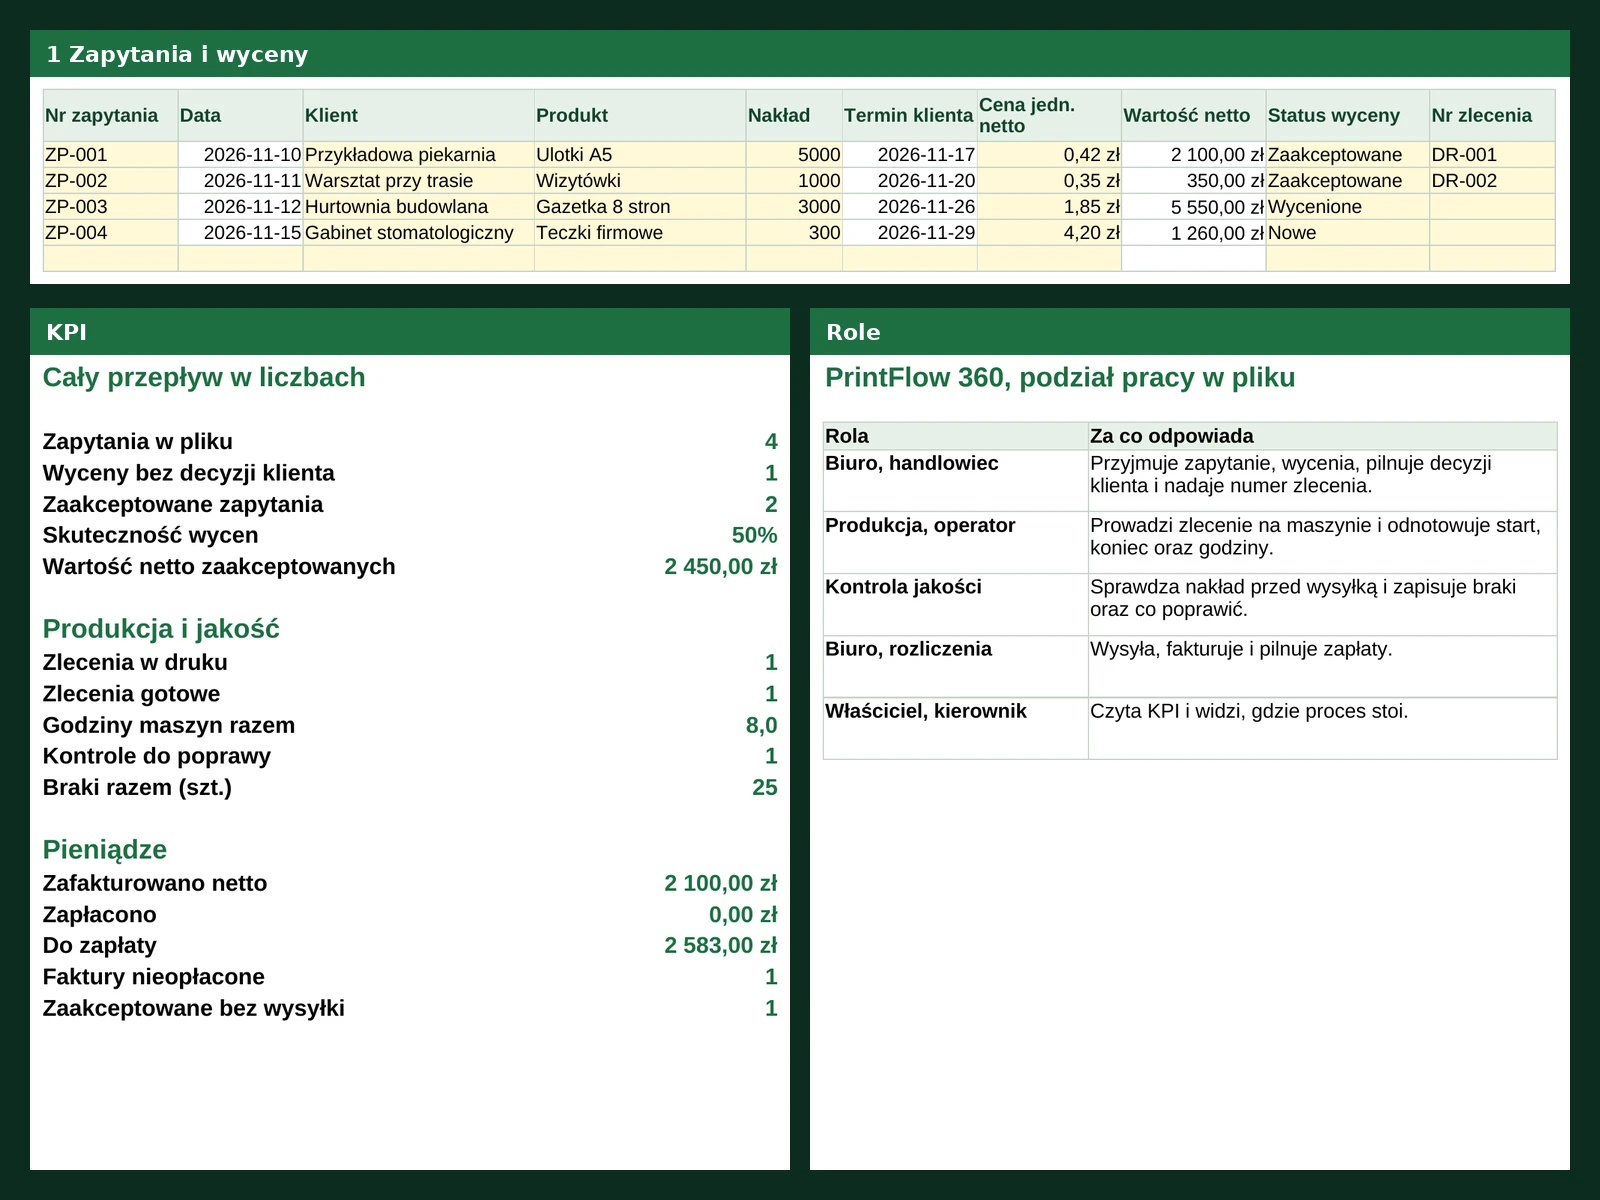 1 Zapytania i wyceny
Nr zapytania Data Klient Produkt Nakład Termin klienta Cena jedn. netto Wartość netto Status wyceny Nr zlecenia
ZP-001 2026-11-10 Przykładowa piekarnia Ulotki A5 5000 2026-11-17 0,42 zł 2 100,00 zł Zaakceptowane DR-001
ZP-002 2026-11-11 Warsztat przy trasie Wizytówki 1000 2026-11-20 0,35 zł 350,00 zł Zaakceptowane DR-002
ZP-003 2026-11-12 Hurtownia budowlana Gazetka 8 stron 3000 2026-11-26 1,85 zł 5 550,00 zł Wycenione
ZP-004 2026-11-15 Gabinet stomatologiczny Teczki firmowe 300 2026-11-29 4,20 zł 1 260,00 zł Nowe
KPI
Cały przepływ w liczbach
Zapytania w pliku 4
Wyceny bez decyzji klienta 1
Zaakceptowane zapytania 2
Skuteczność wycen 50%
Wartość netto zaakceptowanych 2 450,00 zł
Produkcja i jakość
Zlecenia w druku 1
Zlecenia gotowe 1
Godziny maszyn razem 8,0
Kontrole do poprawy 1
Braki razem (szt.) 25
Pieniądze
Zafakturowano netto 2 100,00 zł
Zapłacono 0,00 zł
Do zapłaty 2 583,00 zł
Faktury nieopłacone 1
Zaakceptowane bez wysyłki 1
Role
PrintFlow 360, podział pracy w pliku
Rola Za co odpowiada
Biuro, handlowiec Przyjmuje zapytanie, wycenia, pilnuje decyzji
klienta i nadaje numer zlecenia.
Produkcja, operator Prowadzi zlecenie na maszynie i odnotowuje start,
koniec oraz godziny.
Kontrola jakości Sprawdza nakład przed wysyłką i zapisuje braki
oraz co poprawić.
Biuro, rozliczenia Wysyła, fakturuje i pilnuje zapłaty.
Właściciel, kierownik Czyta KPI i widzi, gdzie proces stoi.